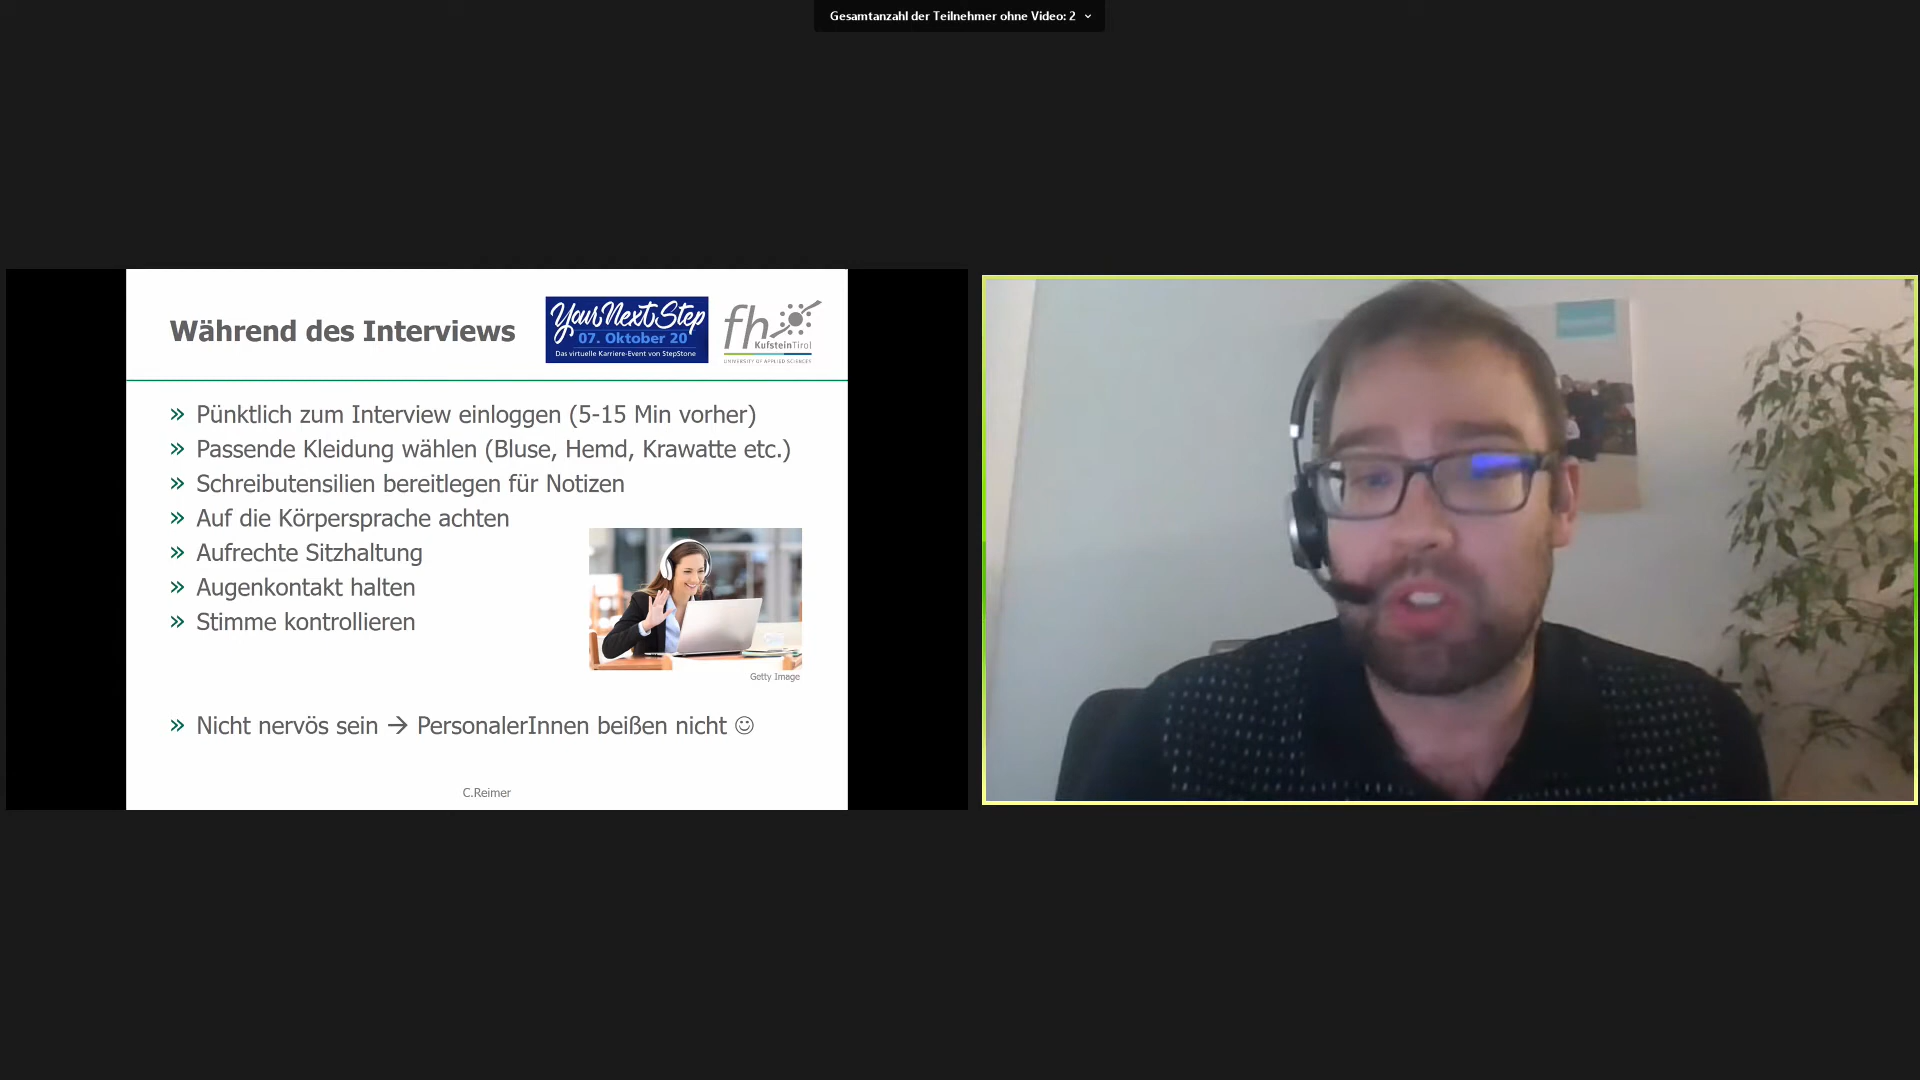 Gesamtanzahl der Teilnehmer ohne Video: 2
Während des Interviews
Your Next Step
07. Oktober 20
Das virtuelle Karriere-Event von StepStone
fh
KufsteinTirol
UNIVERSITY OF APPLIED SCIENCES
» Pünktlich zum Interview einloggen (5-15 Min vorher)
» Passende Kleidung wählen (Bluse, Hemd, Krawatte etc.)
» Schreibutensilien bereitlegen für Notizen
» Auf die Körpersprache achten
» Aufrechte Sitzhaltung
» Augenkontakt halten
» Stimme kontrollieren
Getty Image
» Nicht nervös sein → PersonalerInnen beißen nicht ☺
C.Reimer